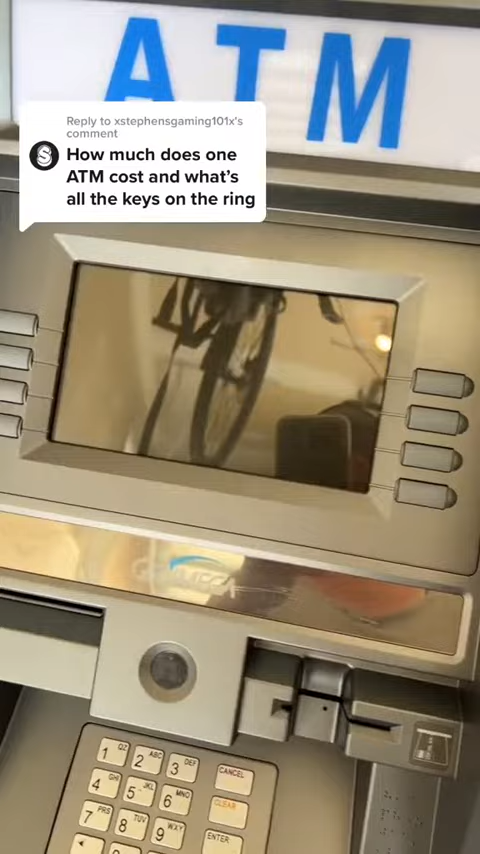 ATM
Reply to xstephensgaming101x's
comment
How much does one
ATM cost and what's
all the keys on the ring
1 QZ 2 ABC 3 DEF CANCEL
4 GHI 5 JKL 6 MNO CLEAR
7 PRS 8 TUV 9 WXY ENTER